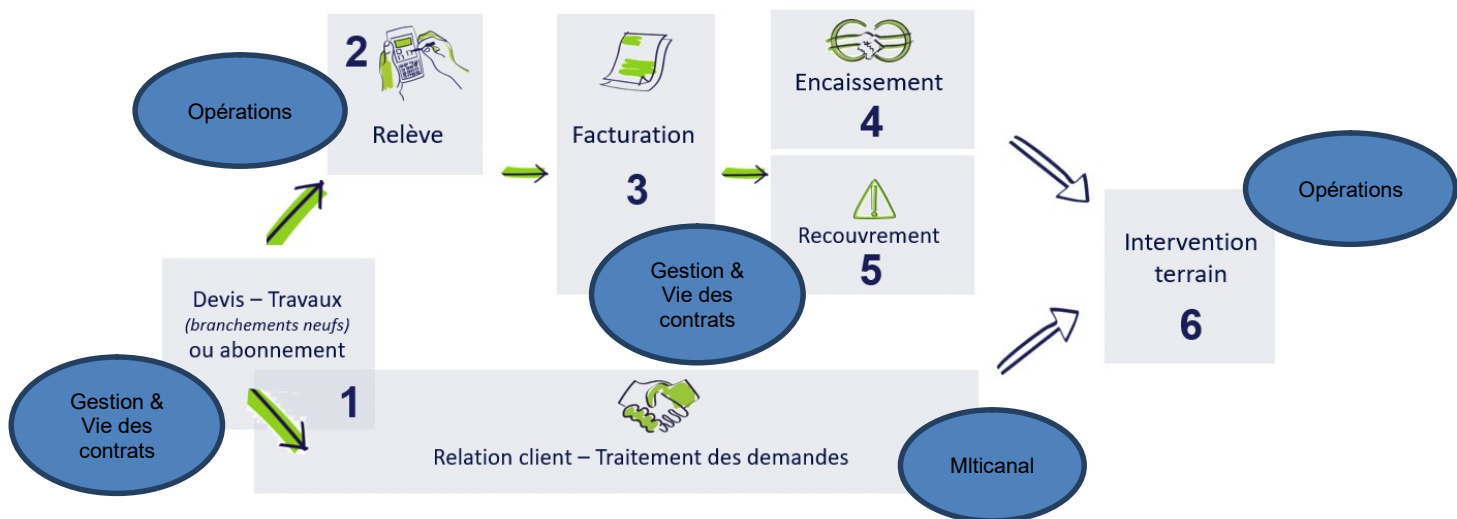 2
Relève
Opérations
Facturation
3
Encaissement
4
Recouvrement
5
Gestion &
Vie des
contrats
Opérations
Intervention
terrain
6
Devis – Travaux
(branchements neufs)
ou abonnement
1
Gestion &
Vie des
contrats
Relation client – Traitement des demandes
Mlticanal